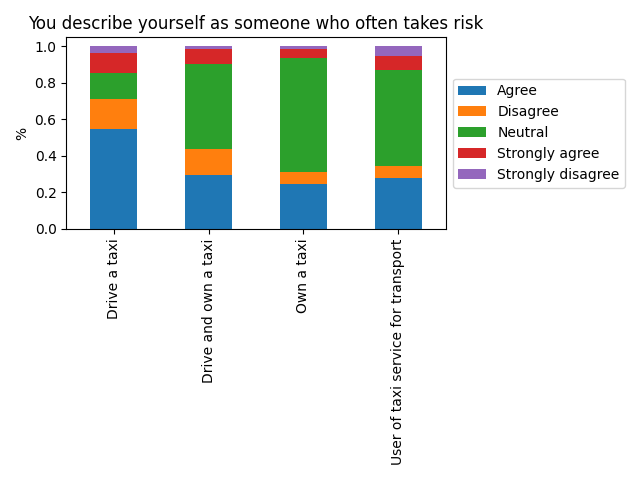 You describe yourself as someone who often takes risk
%
1.0
0.8
0.6
0.4
0.2
0.0
Drive a taxi
Drive and own a taxi
Own a taxi
User of taxi service for transport
Agree
Disagree
Neutral
Strongly agree
Strongly disagree